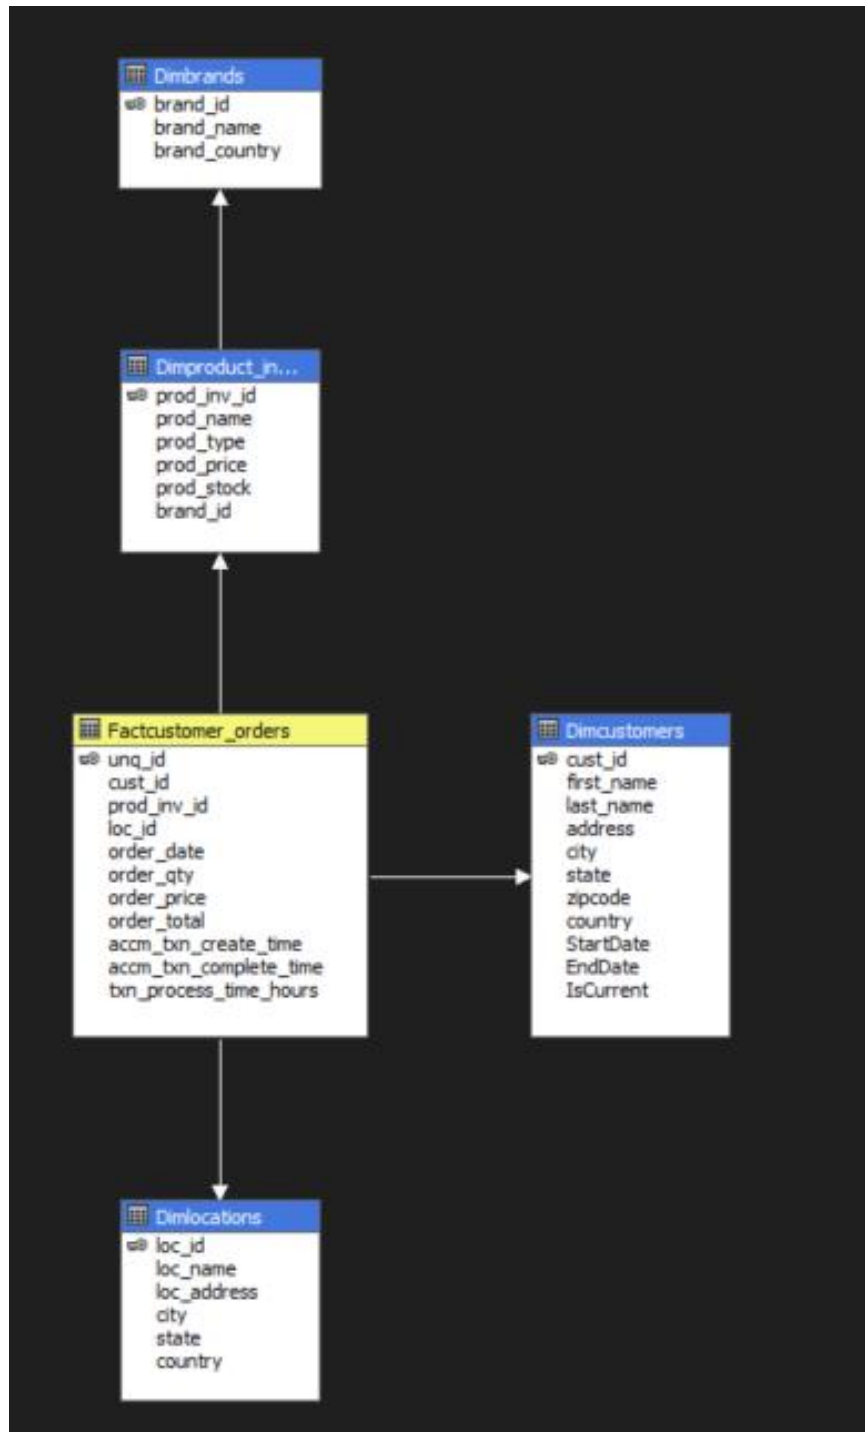 Dimbrands
brand_id
brand_name
brand_country
Dimproduct_in...
prod_inv_id
prod_name
prod_type
prod_price
prod_stock
brand_id
Factcustomer_orders
unq_id
cust_id
prod_inv_id
loc_id
order_date
order_qty
order_price
order_total
accm_txn_create_time
accm_txn_complete_time
txn_process_time_hours
Dimcustomers
cust_id
first_name
last_name
address
city
state
zipcode
country
StartDate
EndDate
IsCurrent
Dimlocations
loc_id
loc_name
loc_address
city
state
country